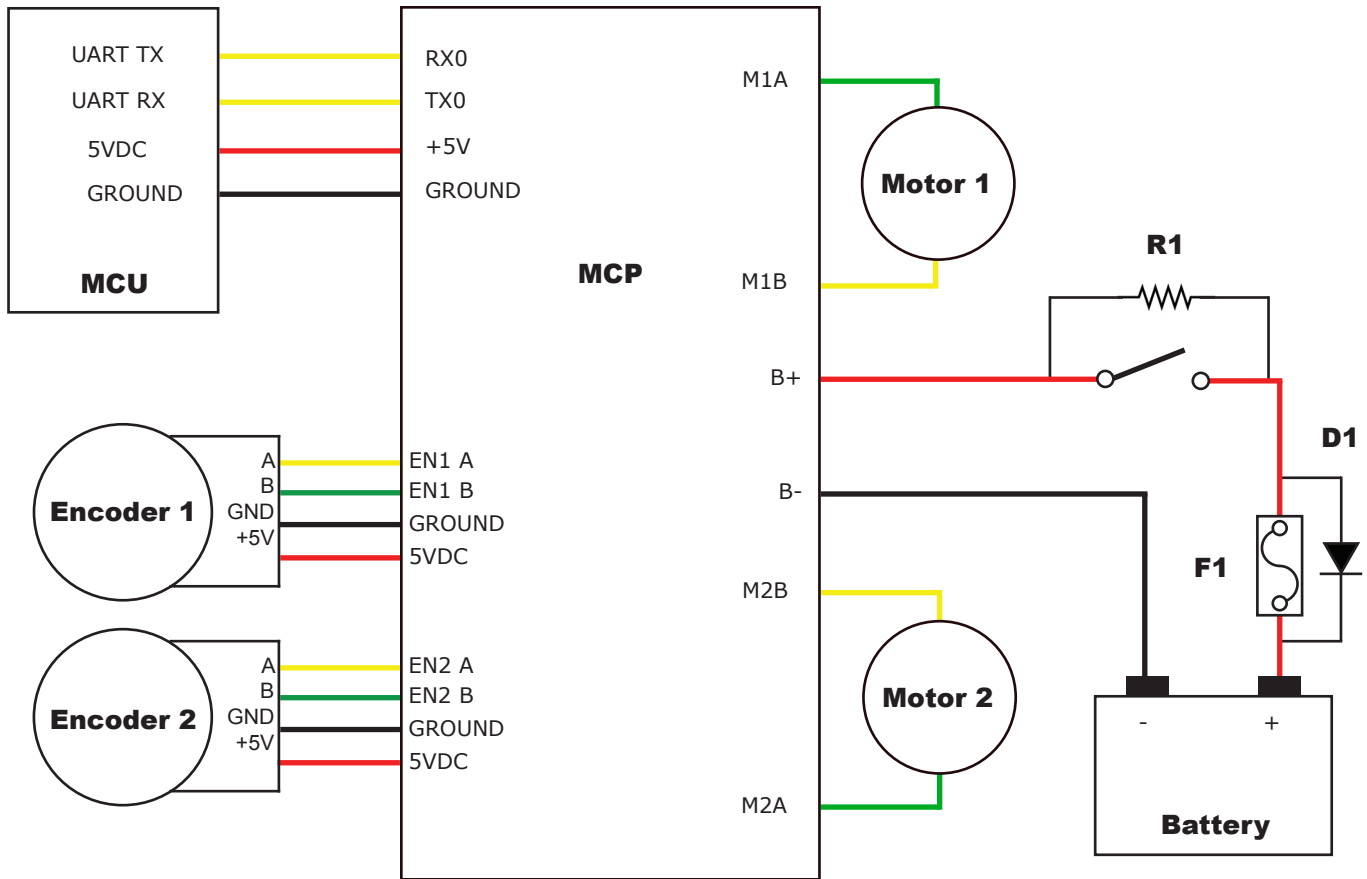 UART TX
UART RX
5VDC
GROUND
MCU
RX0
TX0
+5V
GROUND
MCP
M1A
M1B
B+
B-
M2B
M2A
Motor 1
R1
D1
F1
Motor 2
-
+
Battery
A
B
GND
+5V
Encoder 1
EN1 A
EN1 B
GROUND
5VDC
A
B
GND
+5V
Encoder 2
EN2 A
EN2 B
GROUND
5VDC